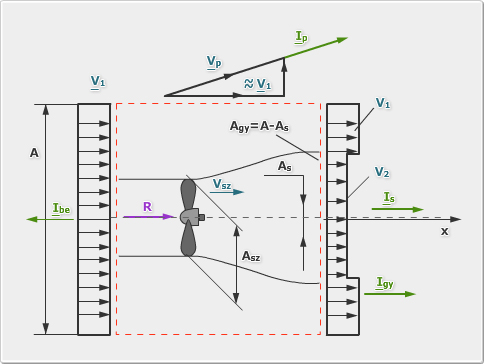 I_p
V_p
≈ V_1
V_1
V_1
A_gy=A-A_s
A
A_s
V_sz
V_2
I_be
R
I_s
x
A_sz
I_gy